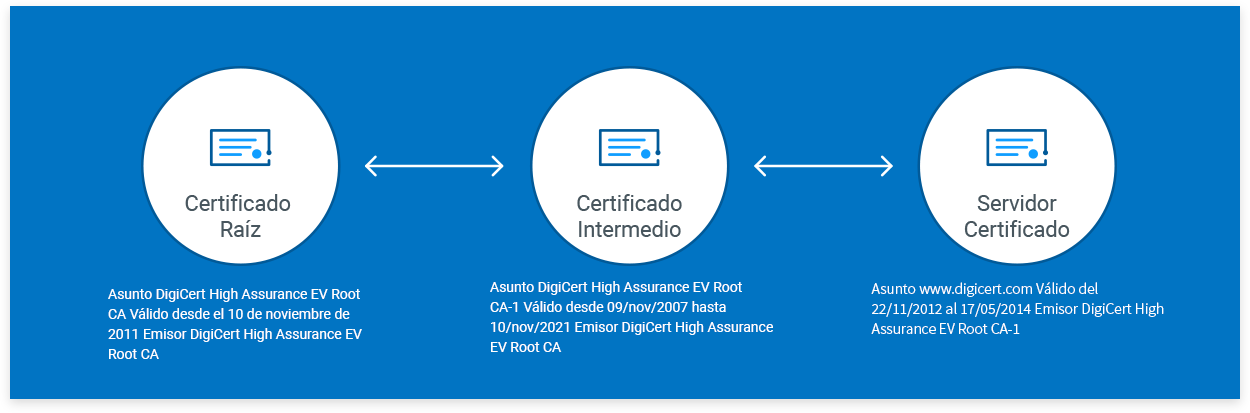 Certificado
Raíz
Certificado
Intermedio
Servidor
Certificado
Asunto DigiCert High Assurance EV Root
CA Válido desde el 10 de noviembre de
2011 Emisor DigiCert High Assurance EV
Root CA
Asunto DigiCert High Assurance EV Root
CA-1 Válido desde 09/nov/2007 hasta
10/nov/2021 Emisor DigiCert High Assurance
EV Root CA
Asunto www.digicert.com Válido del
22/11/2012 al 17/05/2014 Emisor DigiCert High
Assurance EV Root CA-1